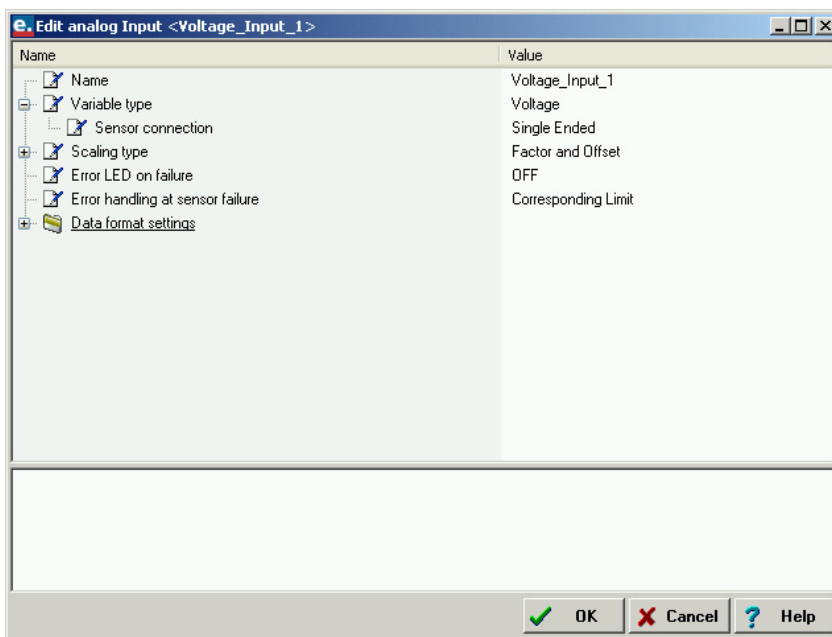 e. Edit analog Input <Voltage_Input_1>
Name Value
Name Voltage_Input_1
Variable type Voltage
Sensor connection Single Ended
Scaling type Factor and Offset
Error LED on failure OFF
Error handling at sensor failure Corresponding Limit
Data format settings
OK Cancel ? Help